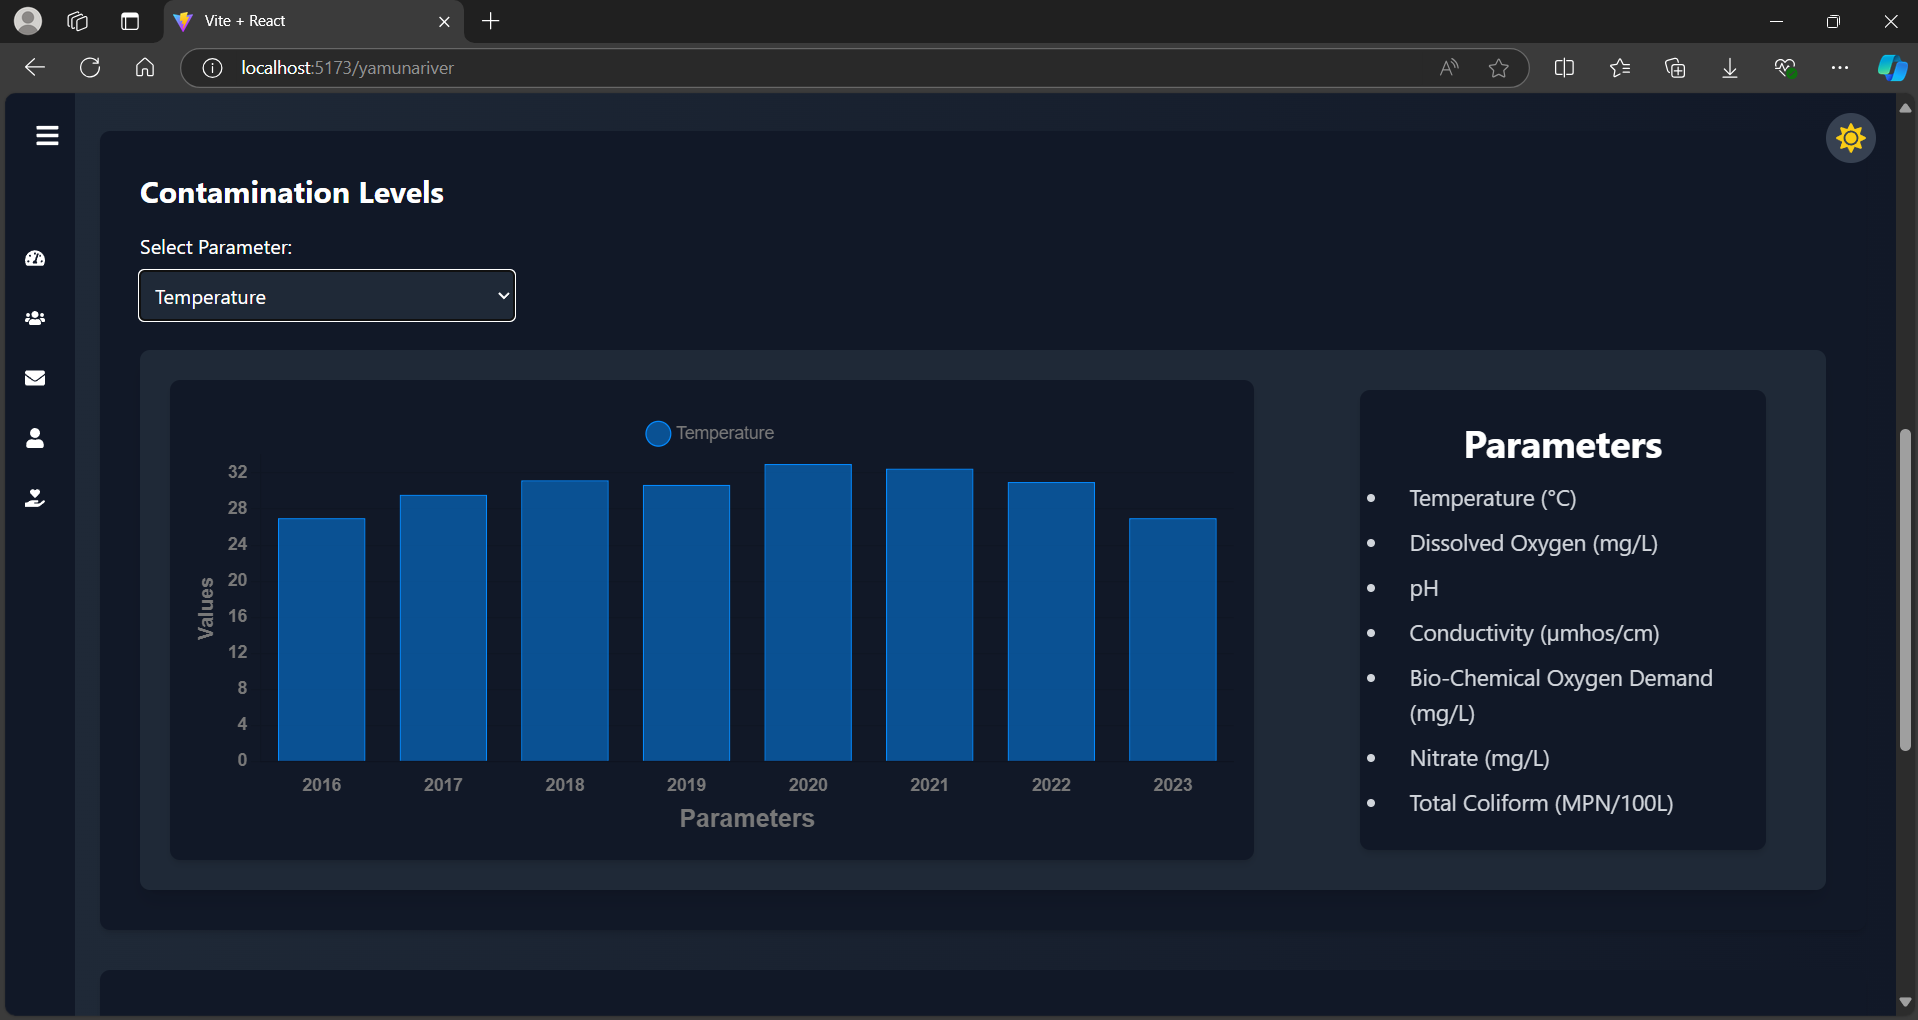 Vite + React
localhost:5173/yamunariver
Contamination Levels
Select Parameter:
Temperature
Temperature
32
28
24
20
16
12
8
4
0
Values
2016 2017 2018 2019 2020 2021 2022 2023
Parameters
Parameters
• Temperature (°C)
• Dissolved Oxygen (mg/L)
• pH
• Conductivity (µmhos/cm)
• Bio-Chemical Oxygen Demand
(mg/L)
• Nitrate (mg/L)
• Total Coliform (MPN/100L)